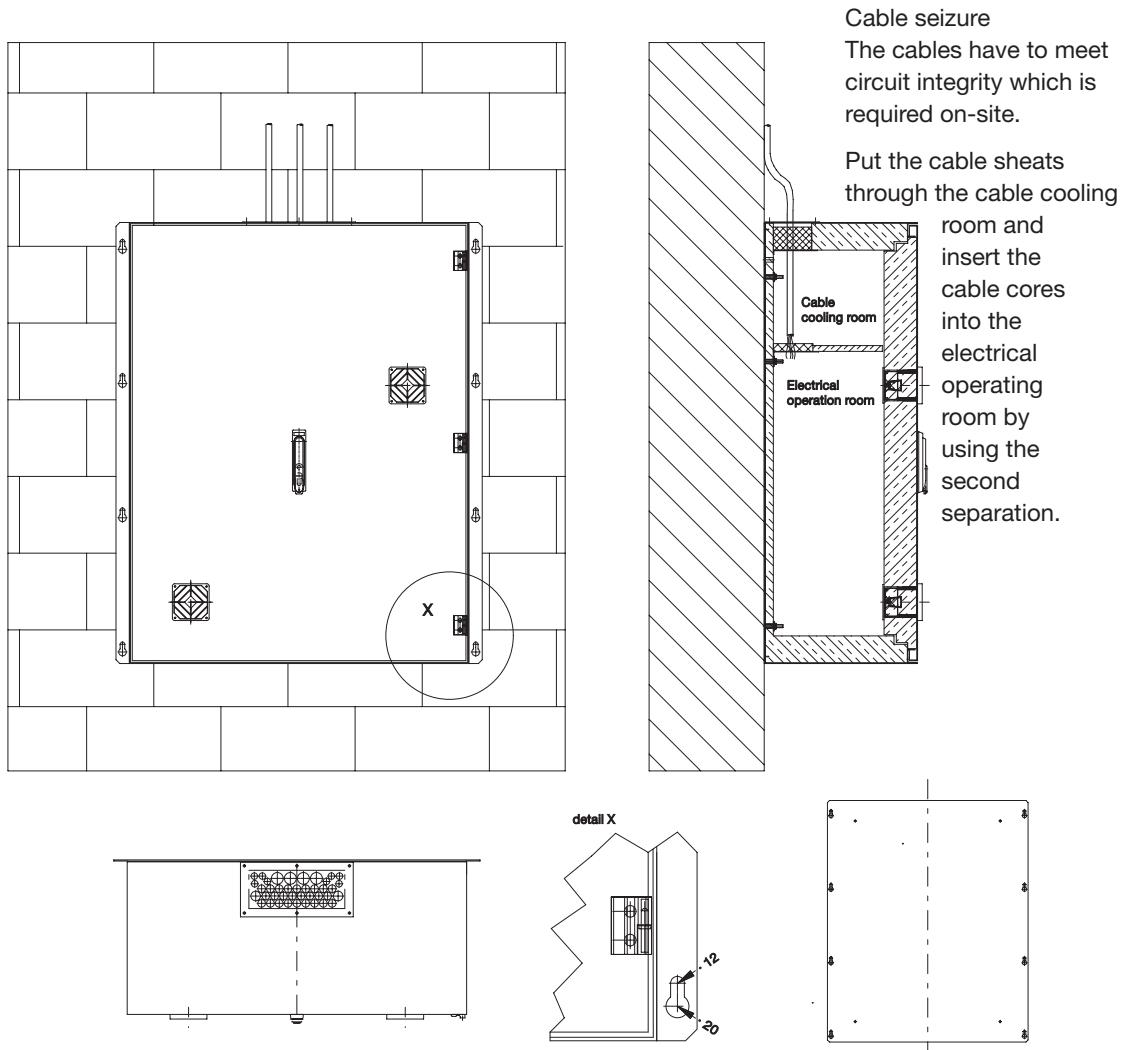 Cable seizure
The cables have to meet
circuit integrity which is
required on-site.
Put the cable sheats
through the cable cooling
room and
insert the
cable cores
into the
electrical
operating
room by
using the
second
separation.
Cable
cooling room
Electrical
operation room
X
detail X
12
20